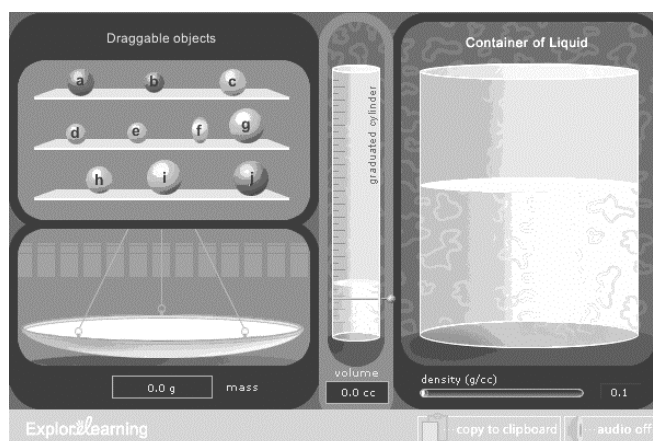 Draggable objects
a b c
d e f g
h i j
0.0 g mass
graduated cylinder
volume
0.0 cc
Container of Liquid
density (g/cc) 0.1
ExploreLearning
copy to clipboard
audio off